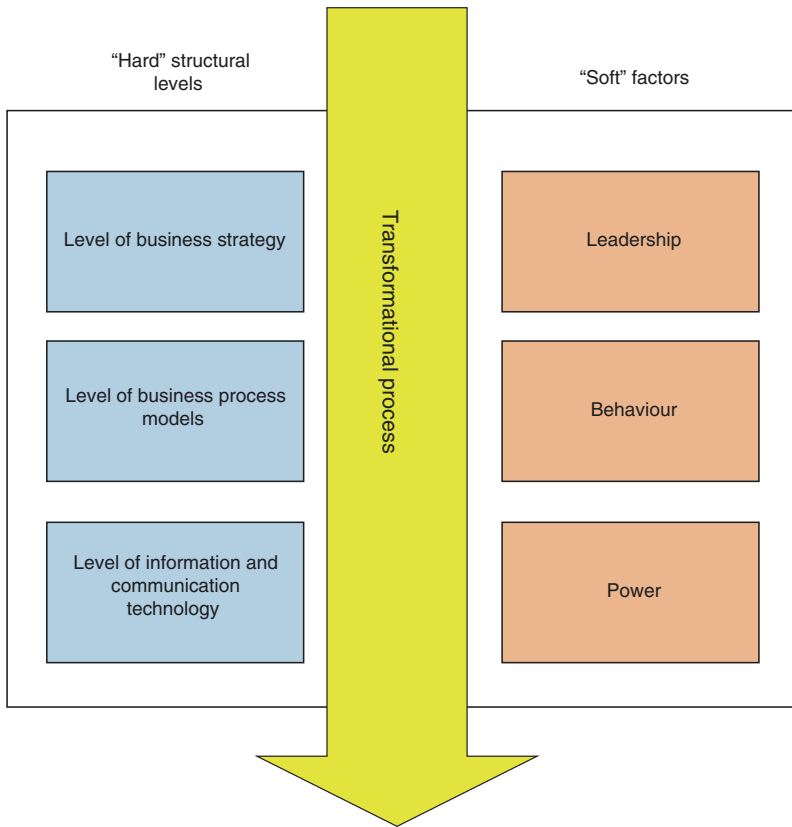 “Hard” structural
levels
“Soft” factors
Transformational process
Level of business strategy
Leadership
Level of business process
models
Behaviour
Level of information and
communication
technology
Power